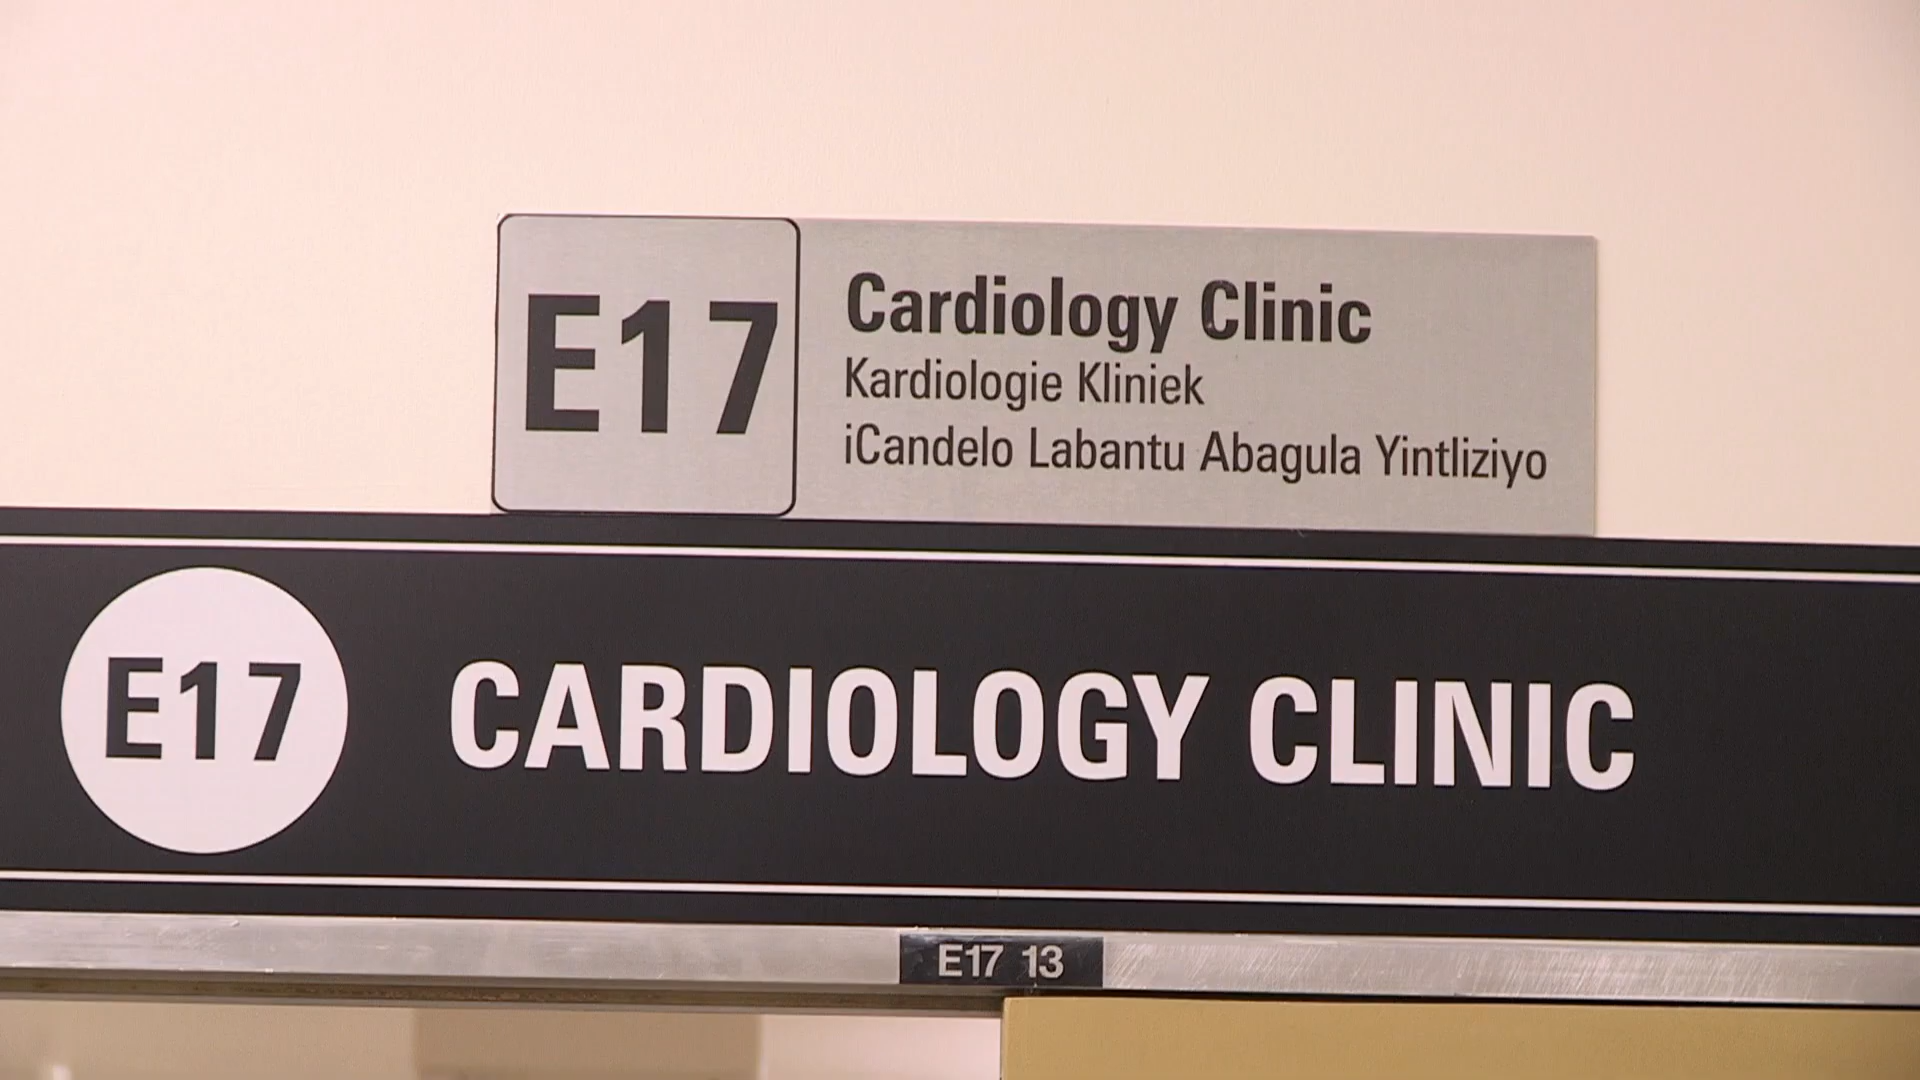 E17
Cardiology Clinic
Kardiologie Kliniek
iCandelo Labantu Abagula Yintliziyo
E17 CARDIOLOGY CLINIC
E17 13